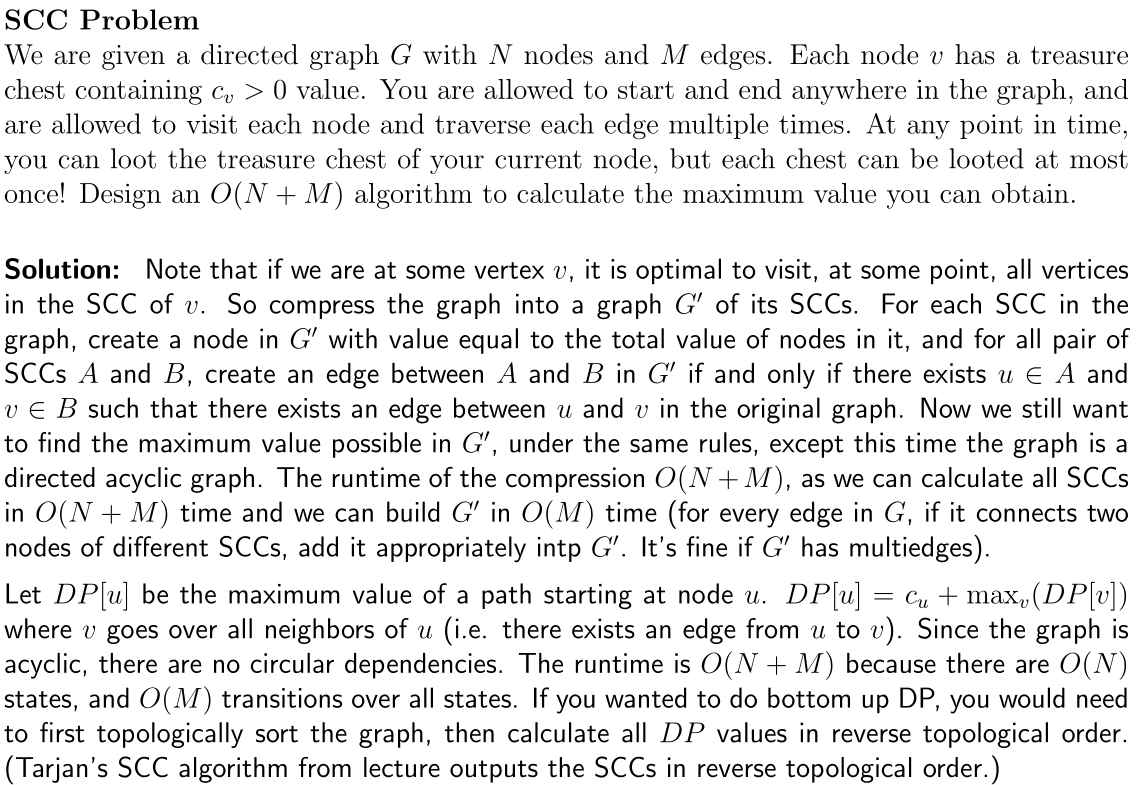 SCC Problem
We are given a directed graph G with N nodes and M edges. Each node v has a treasure
chest containing c_v > 0 value. You are allowed to start and end anywhere in the graph, and
are allowed to visit each node and traverse each edge multiple times. At any point in time,
you can loot the treasure chest of your current node, but each chest can be looted at most
once! Design an O(N + M) algorithm to calculate the maximum value you can obtain.
Solution: Note that if we are at some vertex v, it is optimal to visit, at some point, all vertices
in the SCC of v. So compress the graph into a graph G′ of its SCCs. For each SCC in the
graph, create a node in G′ with value equal to the total value of nodes in it, and for all pair of
SCCs A and B, create an edge between A and B in G′ if and only if there exists u ∈ A and
v ∈ B such that there exists an edge between u and v in the original graph. Now we still want
to find the maximum value possible in G′, under the same rules, except this time the graph is a
directed acyclic graph. The runtime of the compression O(N + M), as we can calculate all SCCs
in O(N + M) time and we can build G′ in O(M) time (for every edge in G, if it connects two
nodes of different SCCs, add it appropriately intp G′. It's fine if G′ has multiedges).
Let DP[u] be the maximum value of a path starting at node u. DP[u] = c_u + max_v(DP[v])
where v goes over all neighbors of u (i.e. there exists an edge from u to v). Since the graph is
acyclic, there are no circular dependencies. The runtime is O(N + M) because there are O(N)
states, and O(M) transitions over all states. If you wanted to do bottom up DP, you would need
to first topologically sort the graph, then calculate all DP values in reverse topological order.
(Tarjan's SCC algorithm from lecture outputs the SCCs in reverse topological order.)